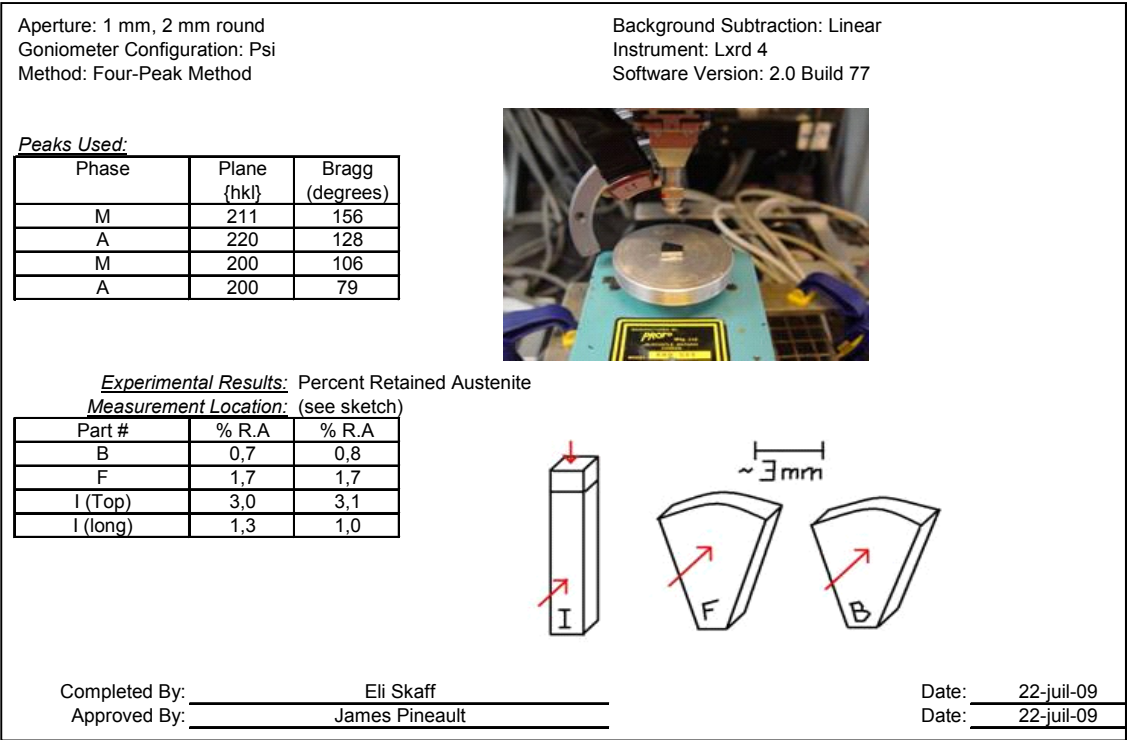 Aperture: 1 mm, 2 mm round
Background Subtraction: Linear
Goniometer Configuration: Psi
Instrument: Lxrd 4
Method: Four-Peak Method
Software Version: 2.0 Build 77
Peaks Used:
Phase Plane {hkl} Bragg (degrees)
M 211 156
A 220 128
M 200 106
A 200 79
PROTO
Mfg. Ltd
Experimental Results: Percent Retained Austenite
Measurement Location: (see sketch)
Part # % R.A % R.A
B 0,7 0,8
F 1,7 1,7
I (Top) 3,0 3,1
I (long) 1,3 1,0
~3mm
I F B
Completed By: Eli Skaff Date: 22-juil-09
Approved By: James Pineault Date: 22-juil-09